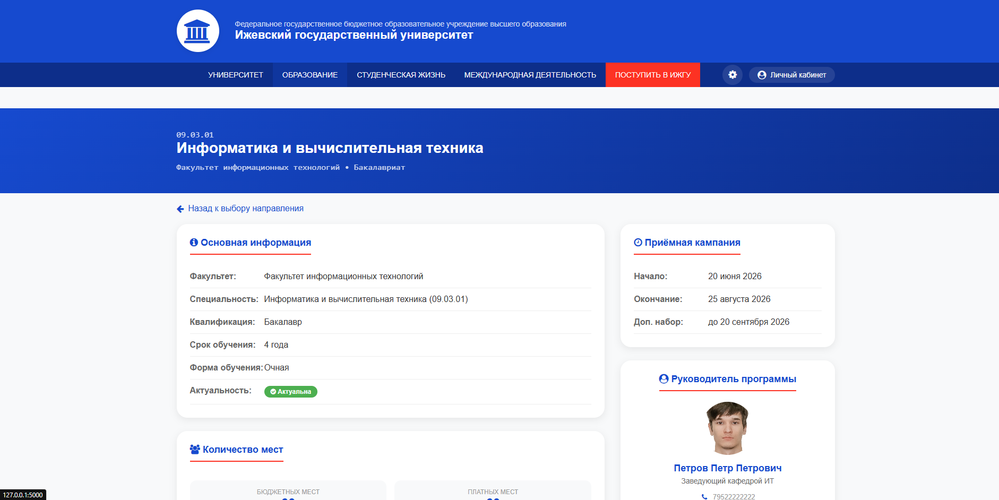 Федеральное государственное бюджетное образовательное учреждение высшего образования
Ижевский государственный университет
УНИВЕРСИТЕТ
ОБРАЗОВАНИЕ
СТУДЕНЧЕСКАЯ ЖИЗНЬ
МЕЖДУНАРОДНАЯ ДЕЯТЕЛЬНОСТЬ
ПОСТУПИТЬ В ИЖГУ
Личный кабинет
09.03.01
Информатика и вычислительная техника
Факультет информационных технологий • Бакалавриат
Назад к выбору направления
Основная информация
Факультет: Факультет информационных технологий
Специальность: Информатика и вычислительная техника (09.03.01)
Квалификация: Бакалавр
Срок обучения: 4 года
Форма обучения: Очная
Актуальность: Актуальна
Количество мест
БЮДЖЕТНЫХ МЕСТ
ПЛАТНЫХ МЕСТ
Приёмная кампания
Начало: 20 июня 2026
Окончание: 25 августа 2026
Доп. набор: до 20 сентября 2026
Руководитель программы
Петров Петр Петрович
Заведующий кафедрой ИТ
79522222222
127.0.0.1:5000